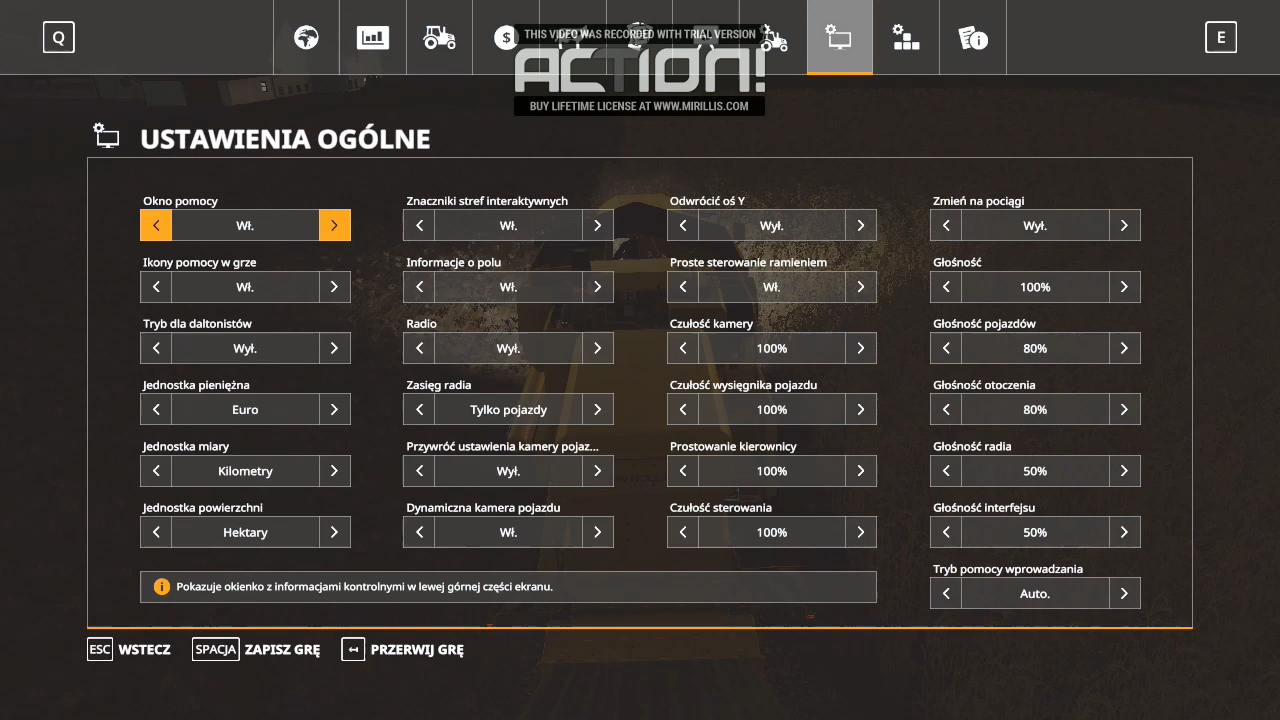 Q
THIS VIDEO WAS RECORDED WITH TRIAL VERSION
ACTION!
BUY LIFETIME LICENSE AT WWW.MIRILLIS.COM
E
USTAWIENIA OGÓLNE
Okno pomocy
Wł.
Znaczniki stref interaktywnych
Wł.
Odwrócić oś Y
Wył.
Zmień na pociągi
Wył.
Ikony pomocy w grze
Wł.
Informacje o polu
Wł.
Proste sterowanie ramieniem
Wł.
Głośność
100%
Tryb dla daltonistów
Wył.
Radio
Wył.
Czułość kamery
100%
Głośność pojazdów
80%
Jednostka pieniężna
Euro
Zasięg radia
Tylko pojazdy
Czułość wysięgnika pojazdu
100%
Głośność otoczenia
80%
Jednostka miary
Kilometry
Przywróć ustawienia kamery pojaz...
Wył.
Prostowanie kierownicy
100%
Głośność radia
50%
Jednostka powierzchni
Hektary
Dynamiczna kamera pojazdu
Wł.
Czułość sterowania
100%
Głośność interfejsu
50%
Tryb pomocy wprowadzania
Auto.
Pokazuje okienko z informacjami kontrolnymi w lewej górnej części ekranu.
ESC WSTECZ SPACJA ZAPISZ GRĘ PRZERWIJ GRĘ